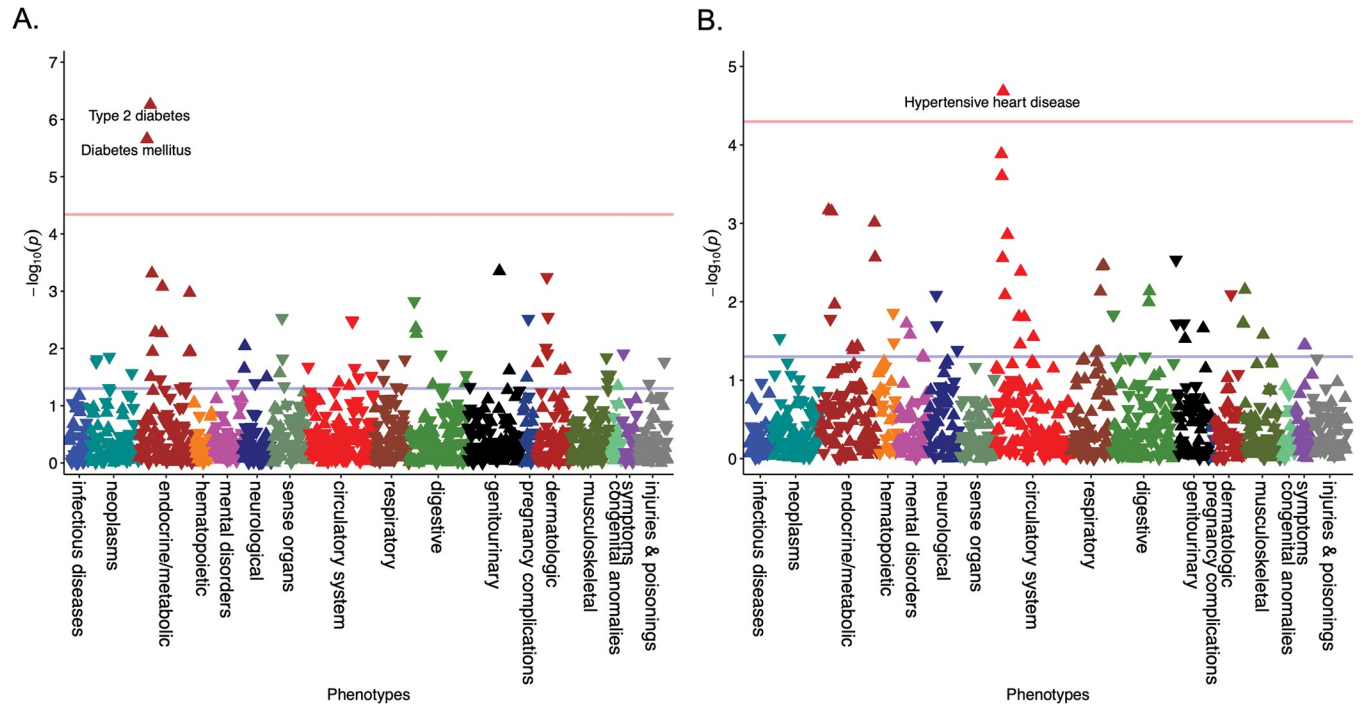 A.
7
6
5
4
3
2
1
0
−log10(p)
Type 2 diabetes
Diabetes mellitus
infectious diseases
neoplasms
endocrine/metabolic
hematopoietic
mental disorders
neurological
sense organs
circulatory system
respiratory
digestive
genitourinary
pregnancy complications
dermatologic
musculoskeletal
congenital anomalies
symptoms
injuries & poisonings
Phenotypes
B.
5
4
3
2
1
0
−log10(p)
Hypertensive heart disease
infectious diseases
neoplasms
endocrine/metabolic
hematopoietic
mental disorders
neurological
sense organs
circulatory system
respiratory
digestive
genitourinary
pregnancy complications
dermatologic
musculoskeletal
congenital anomalies
symptoms
injuries & poisonings
Phenotypes